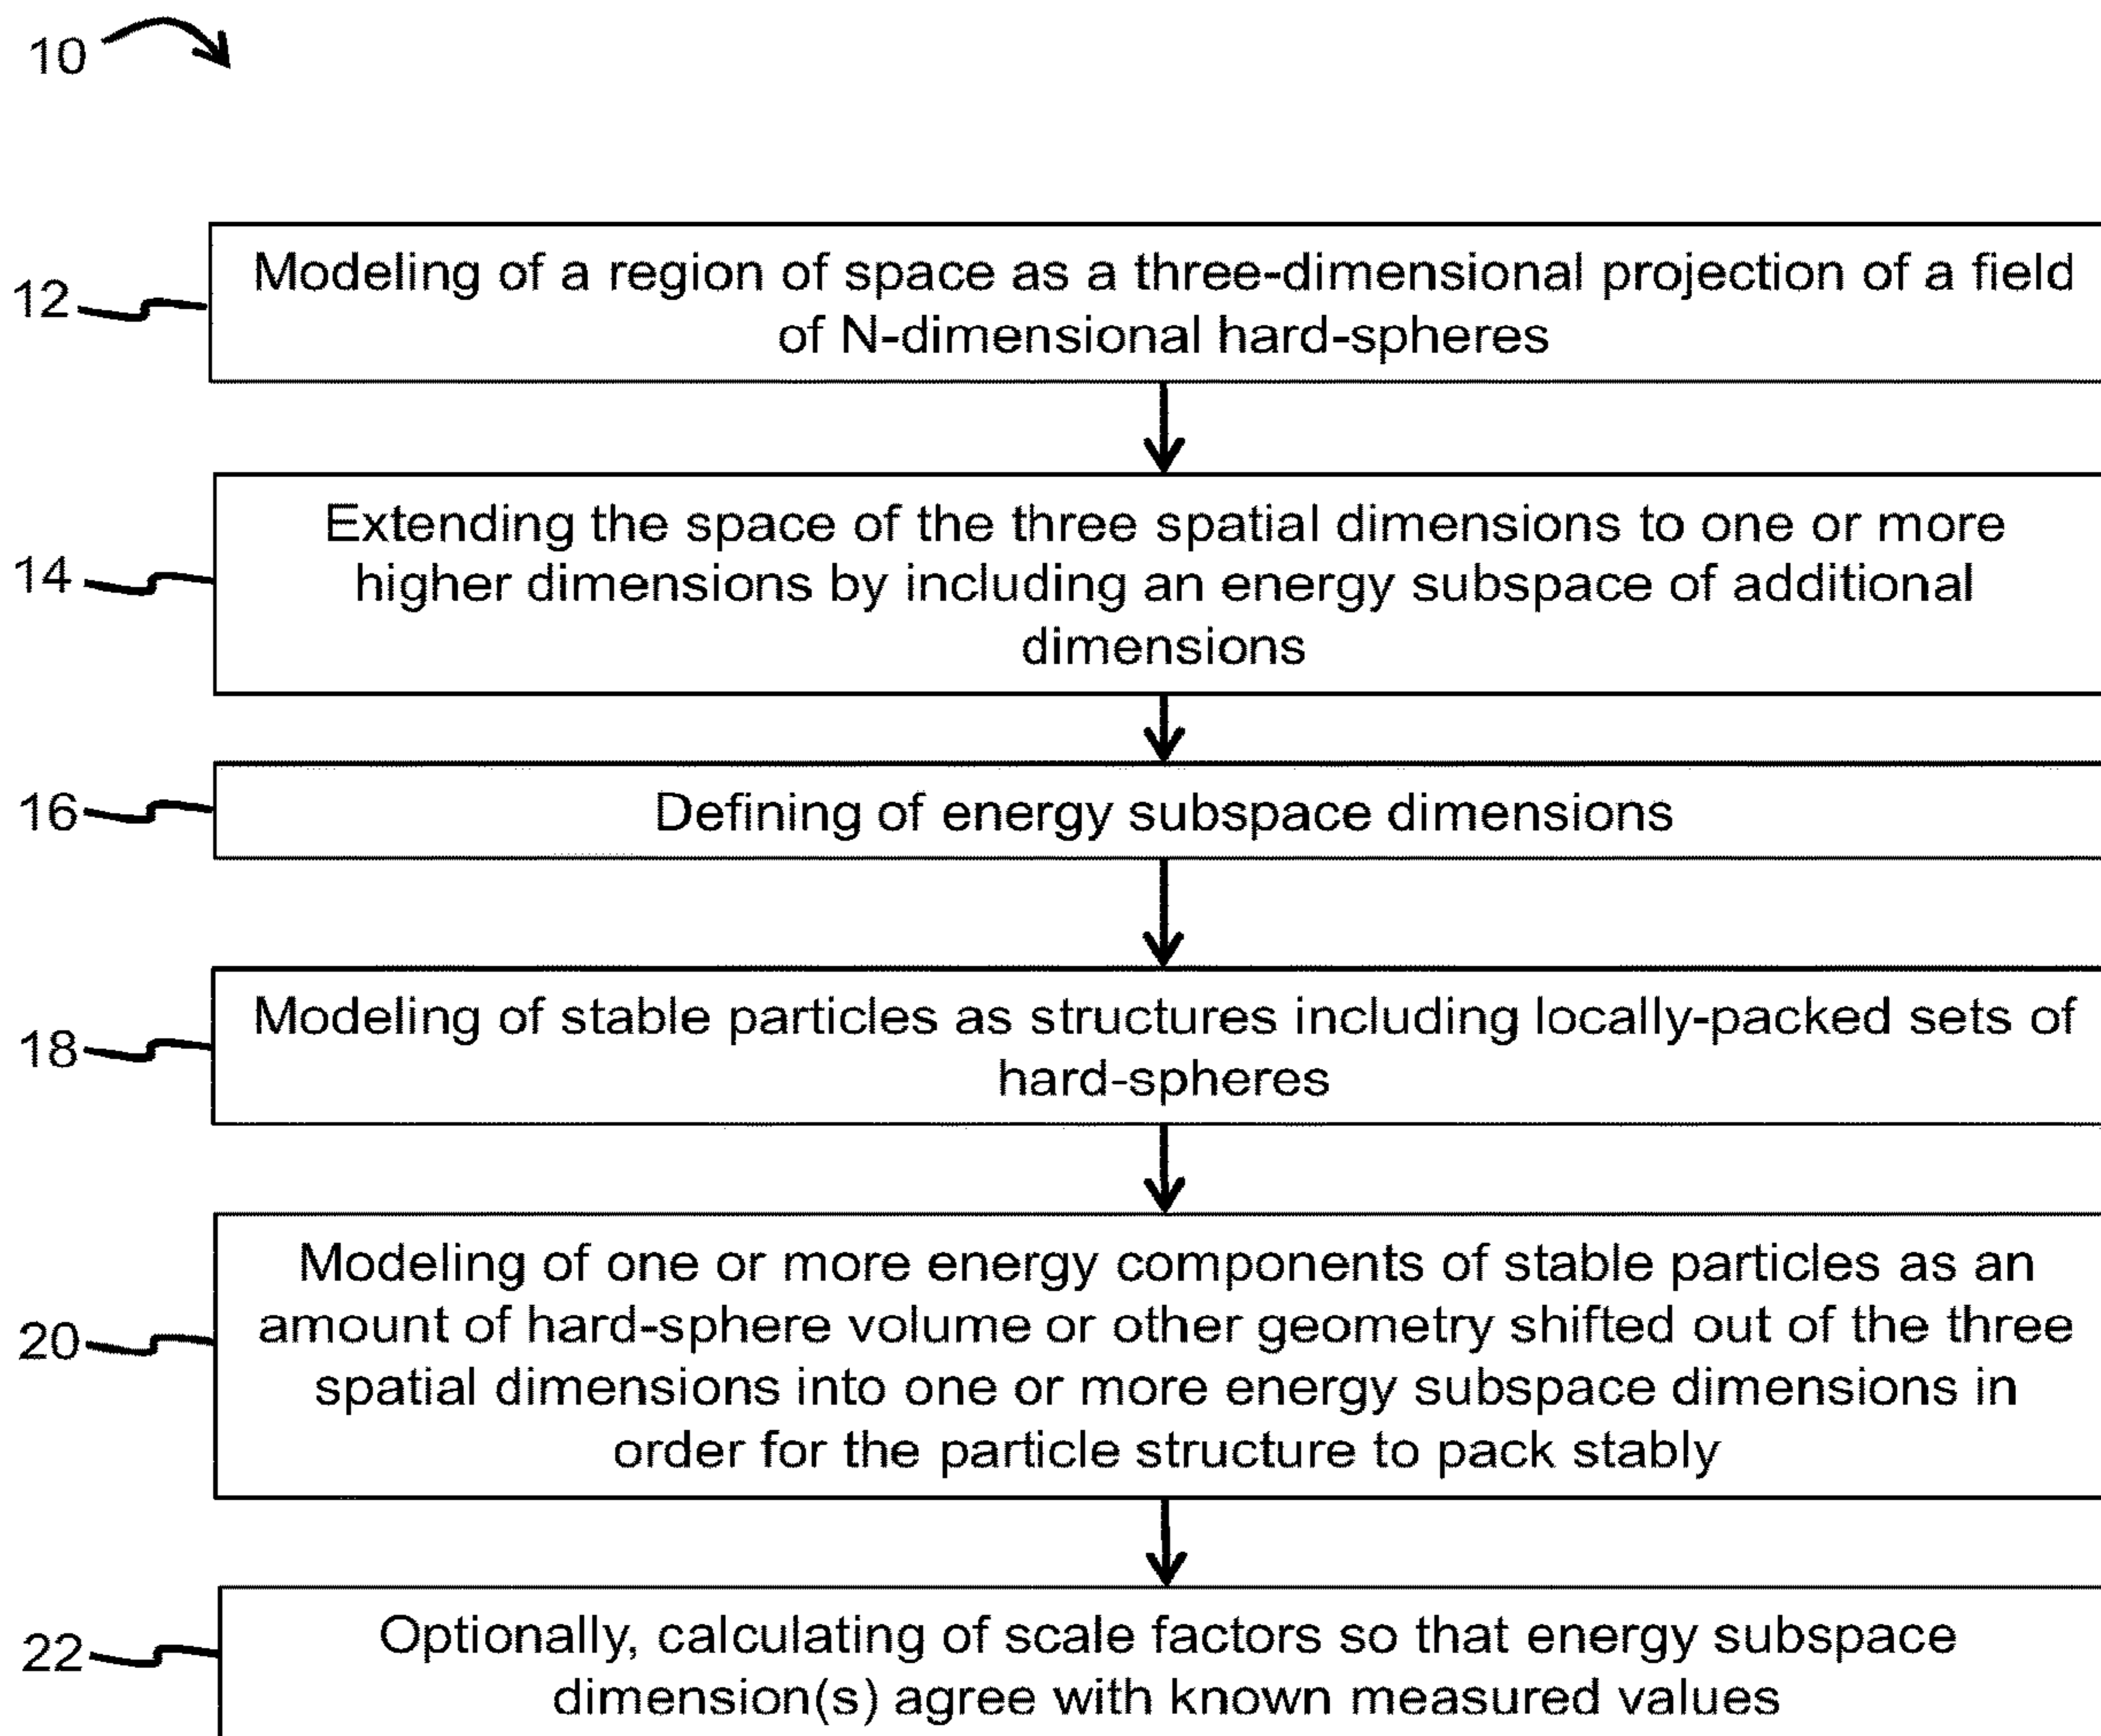 10
12
Modeling of a region of space as a three-dimensional projection of a field
of N-dimensional hard-spheres
14
Extending the space of the three spatial dimensions to one or more
higher dimensions by including an energy subspace of additional
dimensions
16
Defining of energy subspace dimensions
18
Modeling of stable particles as structures including locally-packed sets of
hard-spheres
20
Modeling of one or more energy components of stable particles as an
amount of hard-sphere volume or other geometry shifted out of the three
spatial dimensions into one or more energy subspace dimensions in
order for the particle structure to pack stably
22
Optionally, calculating of scale factors so that energy subspace
dimension(s) agree with known measured values